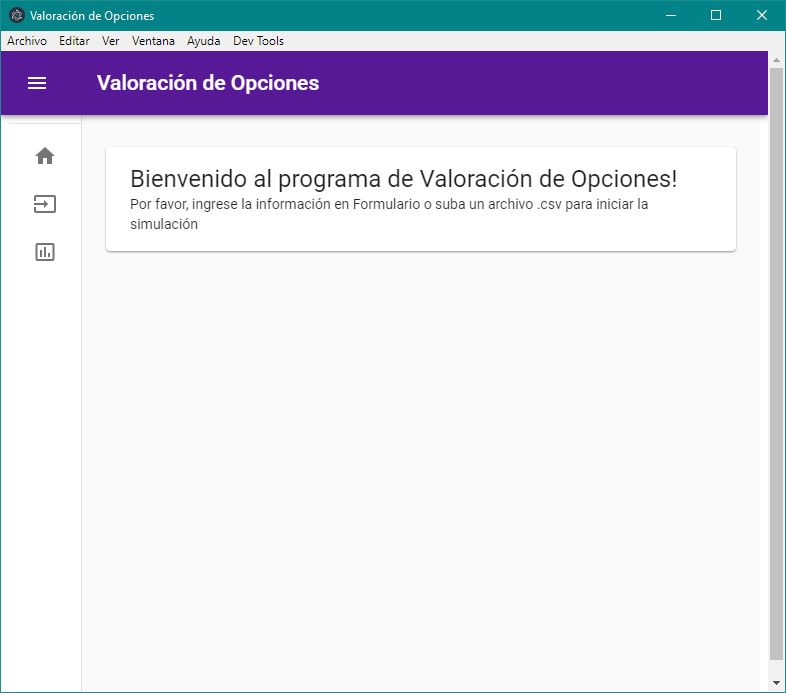 Valoración de Opciones
Archivo Editar Ver Ventana Ayuda Dev Tools
Valoración de Opciones
Bienvenido al programa de Valoración de Opciones!
Por favor, ingrese la información en Formulario o suba un archivo .csv para iniciar la
simulación